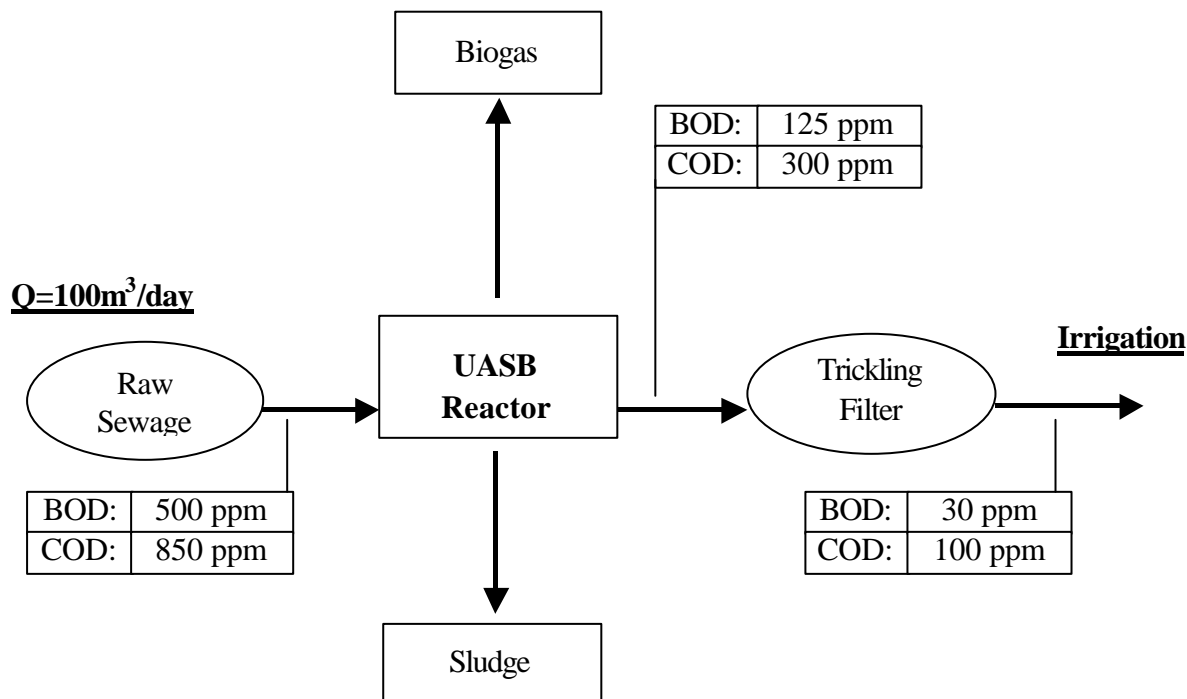 Biogas
BOD: 125 ppm
COD: 300 ppm
Q=100m³/day
Raw
Sewage
UASB
Reactor
Trickling
Filter
Irrigation
BOD: 500 ppm
COD: 850 ppm
BOD: 30 ppm
COD: 100 ppm
Sludge